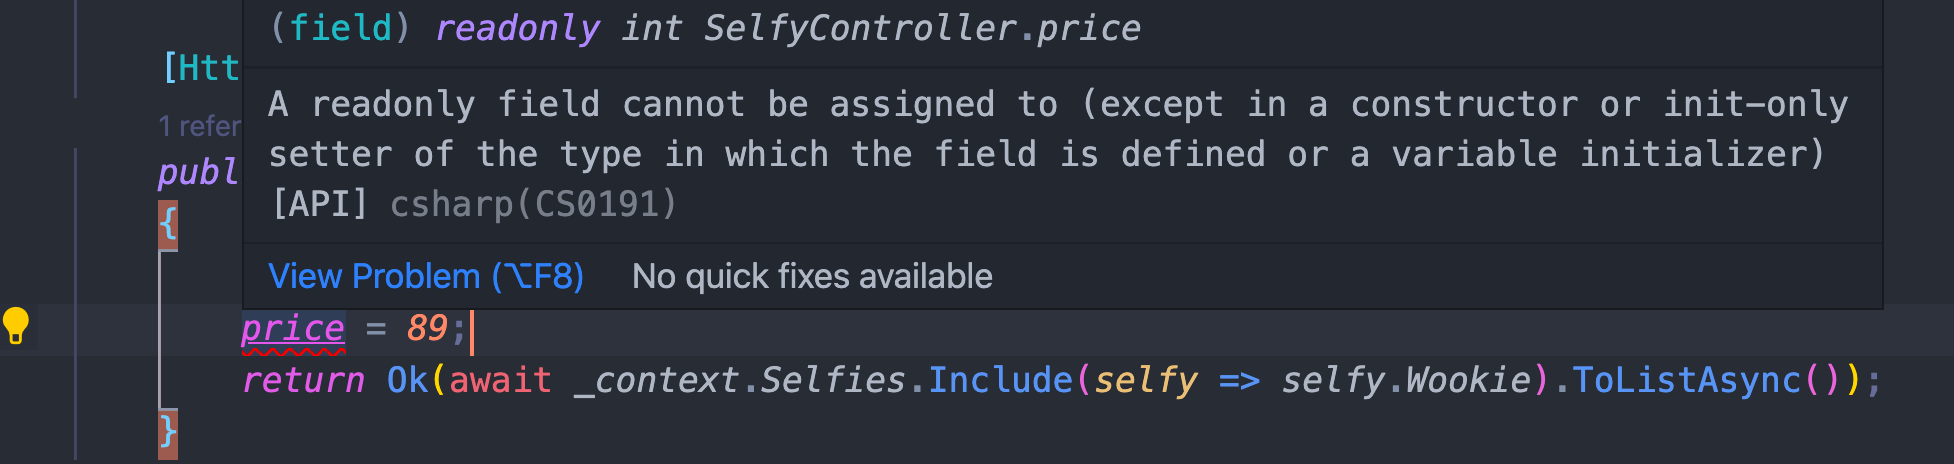 (field) readonly int SelfyController.price
[Htt
A readonly field cannot be assigned to (except in a constructor or init-only
1 refer
setter of the type in which the field is defined or a variable initializer)
publ
[API] csharp(CS0191)
{
View Problem (⌥F8) No quick fixes available
price = 89;
return Ok(await _context.Selfies.Include(selfy => selfy.Wookie).ToListAsync());
}